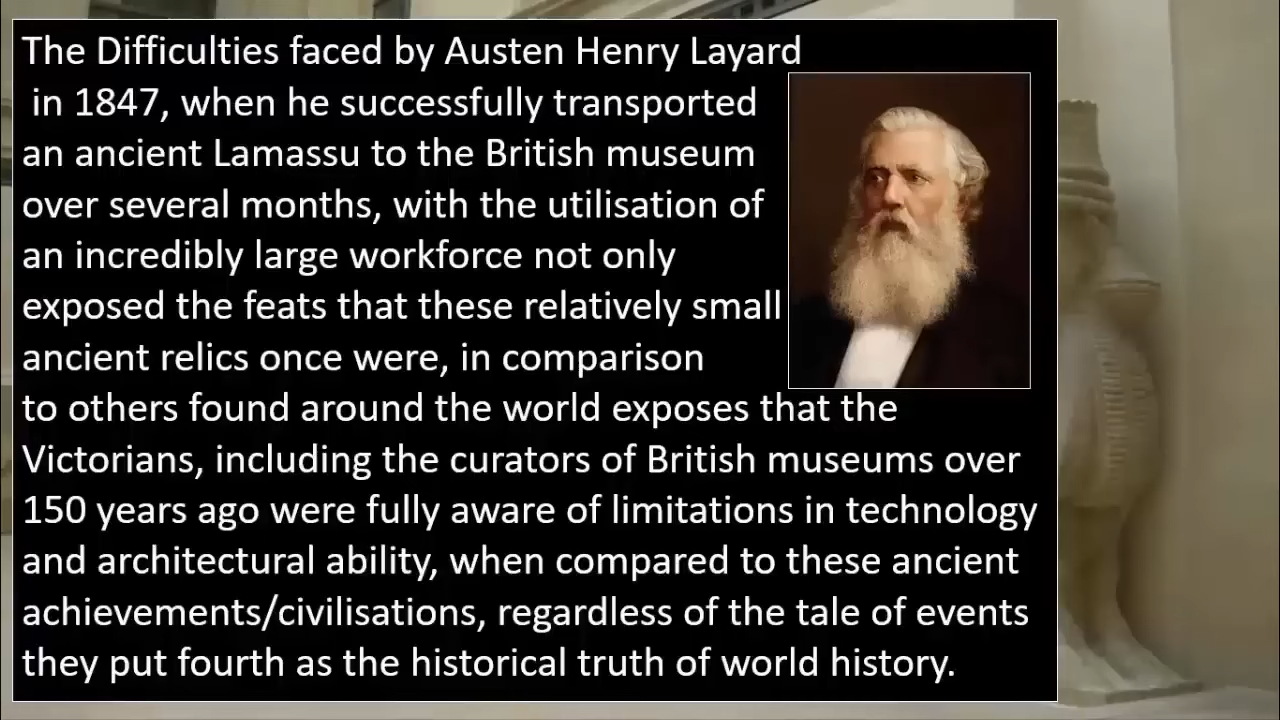 The Difficulties faced by Austen Henry Layard
in 1847, when he successfully transported
an ancient Lamassu to the British museum
over several months, with the utilisation of
an incredibly large workforce not only
exposed the feats that these relatively small
ancient relics once were, in comparison
to others found around the world exposes that the
Victorians, including the curators of British museums over
150 years ago were fully aware of limitations in technology
and architectural ability, when compared to these ancient
achievements/civilisations, regardless of the tale of events
they put fourth as the historical truth of world history.